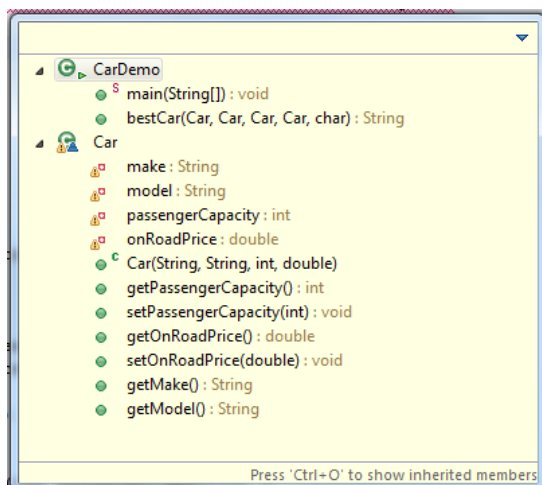 CarDemo
S main(String[]) : void
bestCar(Car, Car, Car, Car, char) : String
Car
make : String
model : String
passengerCapacity : int
onRoadPrice : double
C Car(String, String, int, double)
getPassengerCapacity() : int
setPassengerCapacity(int) : void
getOnRoadPrice() : double
setOnRoadPrice(double) : void
getMake() : String
getModel() : String
Press 'Ctrl+O' to show inherited members